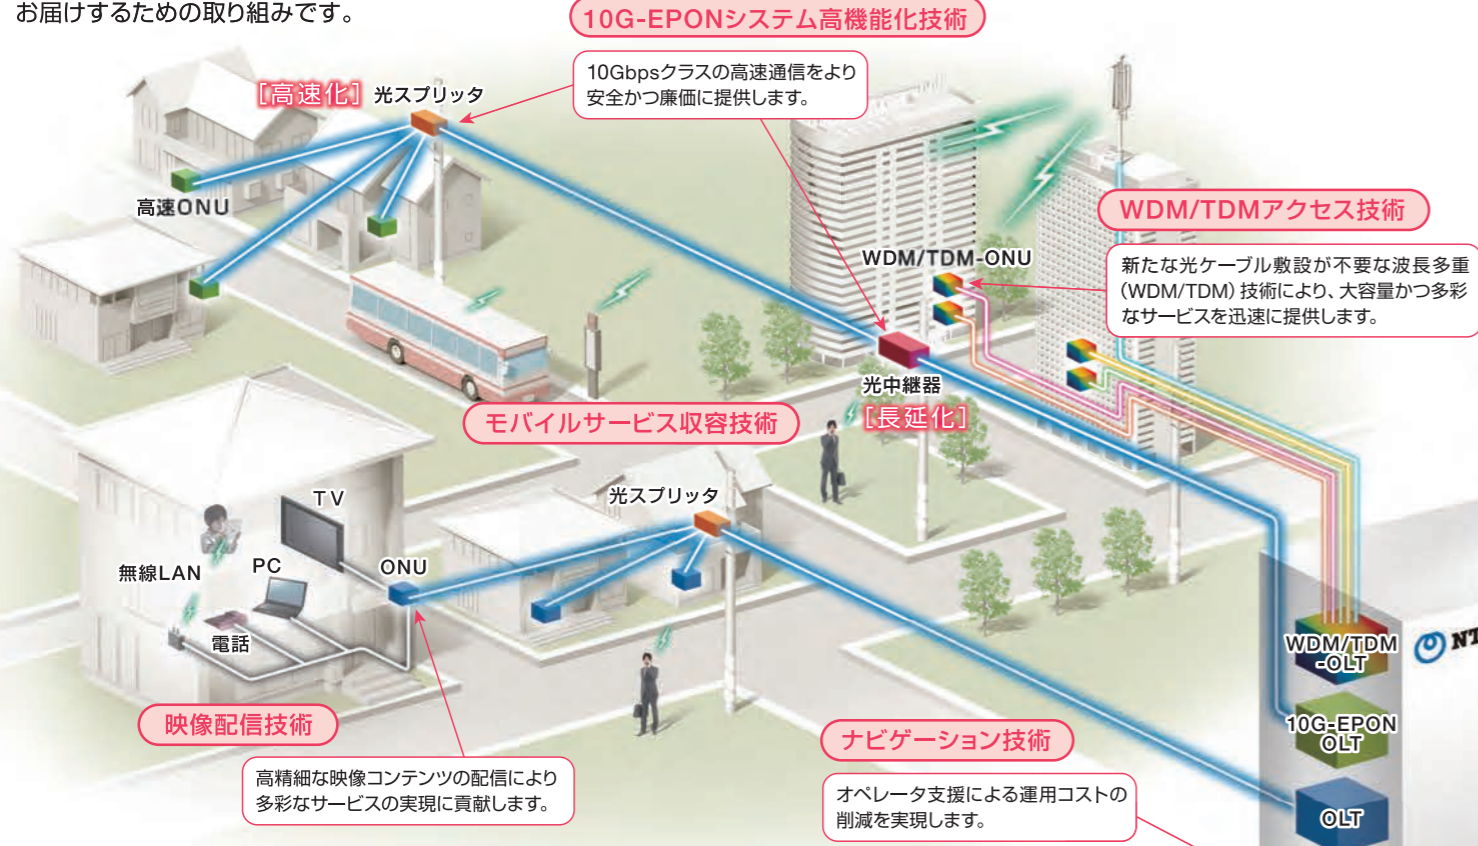 お届けするための取り組みです。
10G-EPONシステム高機能化技術
10Gbpsクラスの高速通信をより
安全かつ廉価に提供します。
[高速化]
光スプリッタ
高速ONU
WDM/TDMアクセス技術
新たな光ケーブル敷設が不要な波長多重
(WDM/TDM) 技術により、大容量かつ多彩
なサービスを迅速に提供します。
WDM/TDM-ONU
光中継器
[長延化]
モバイルサービス収容技術
光スプリッタ
TV
無線LAN
PC
ONU
電話
WDM/TDM
-OLT
NT
10G-EPON
OLT
OLT
映像配信技術
高精細な映像コンテンツの配信により
多彩なサービスの実現に貢献します。
ナビゲーション技術
オペレータ支援による運用コストの
削減を実現します。